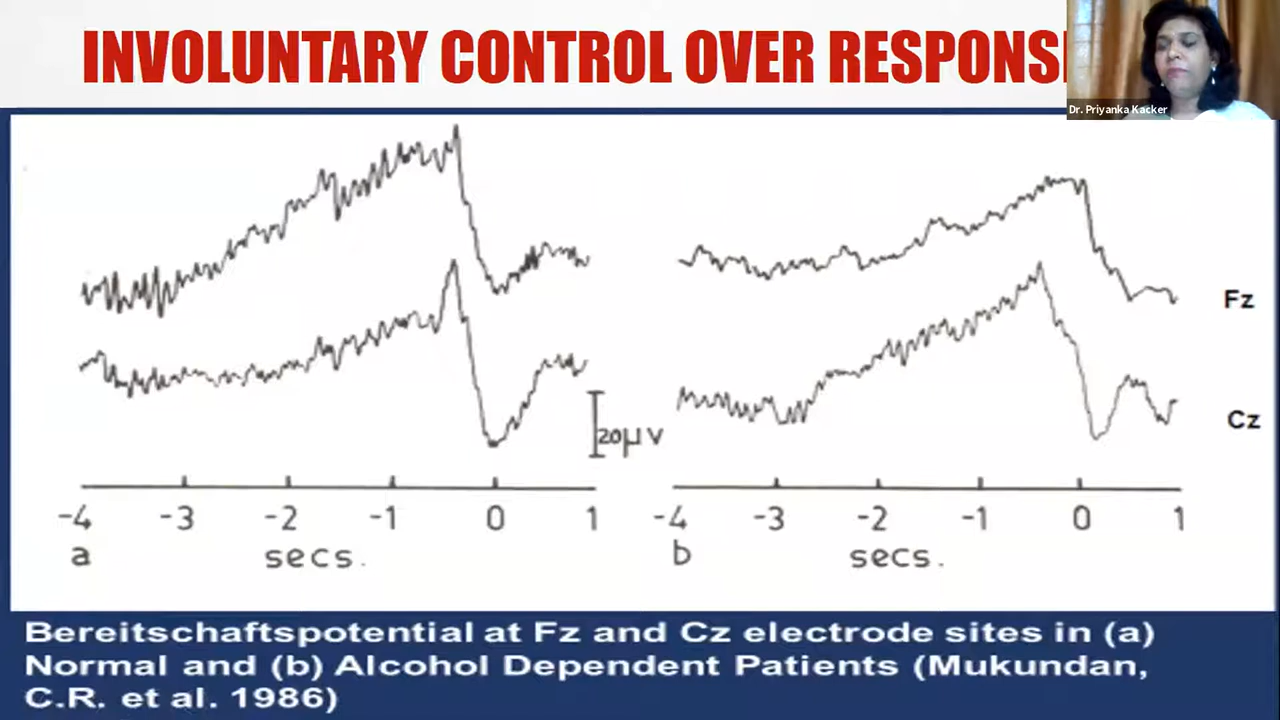 INVOLUNTARY CONTROL OVER
Dr. Priyanka Kacker
Fz
Cz
20μV
-4 -3 -2 -1 0 1 -4 -3 -2 -1 0 1
a secs. b secs.
Bereitschaftspotential at Fz and Cz electrode sites in (a)
Normal and (b) Alcohol Dependent Patients (Mukundan,
C.R. et al. 1986)